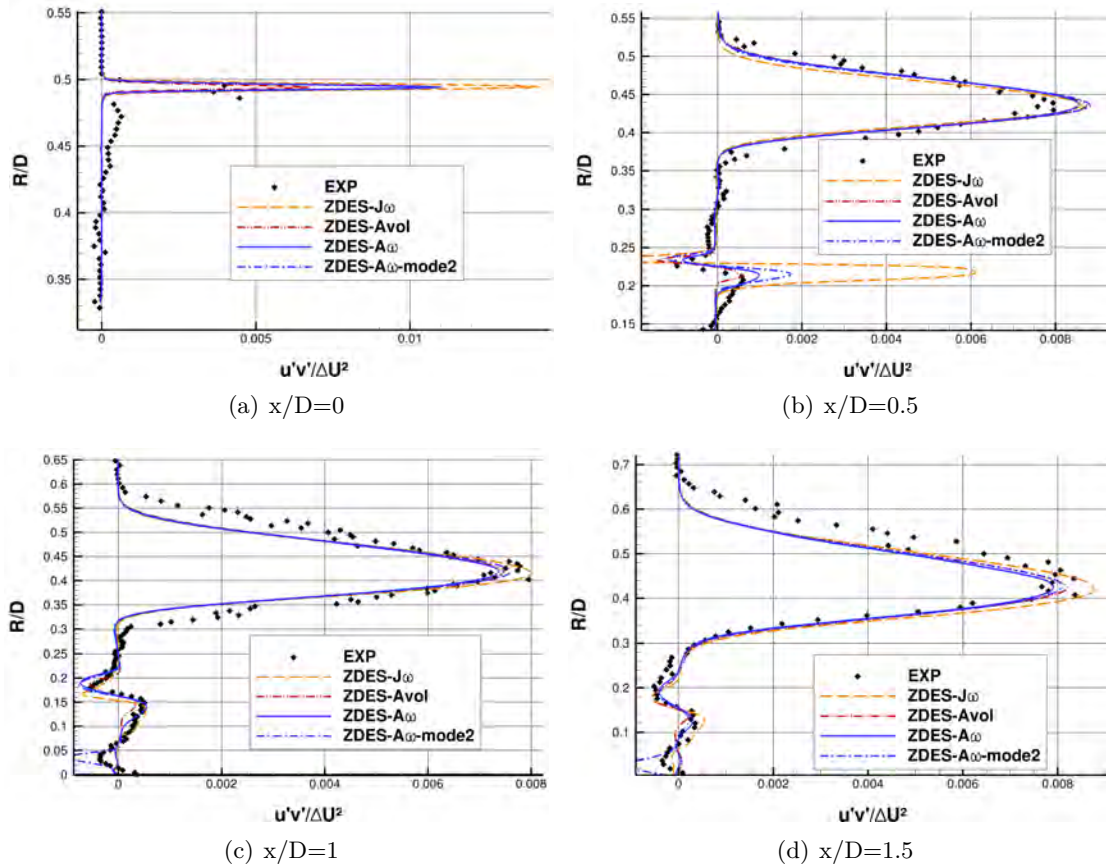 R/D
0.55
0.5
0.45
0.4
0.35
EXP
ZDES-Jω
ZDES-Avol
ZDES-Aω
ZDES-Aω-mode2
0
0.005
0.01
u'v'/ΔU²
(a) x/D=0
R/D
0.55
0.5
0.45
0.4
0.35
0.3
0.25
0.2
0.15
EXP
ZDES-Jω
ZDES-Avol
ZDES-Aω
ZDES-Aω-mode2
0
0.002
0.004
0.006
0.008
u'v'/ΔU²
(b) x/D=0.5
R/D
0.65
0.6
0.55
0.5
0.45
0.4
0.35
0.3
0.25
0.2
0.15
0.1
0.05
0
EXP
ZDES-Jω
ZDES-Avol
ZDES-Aω
ZDES-Aω-mode2
0
0.002
0.004
0.006
0.008
u'v'/ΔU²
(c) x/D=1
R/D
0.7
0.6
0.5
0.4
0.3
0.2
0.1
EXP
ZDES-Jω
ZDES-Avol
ZDES-Aω
ZDES-Aω-mode2
0
0.002
0.004
0.006
0.008
u'v'/ΔU²
(d) x/D=1.5